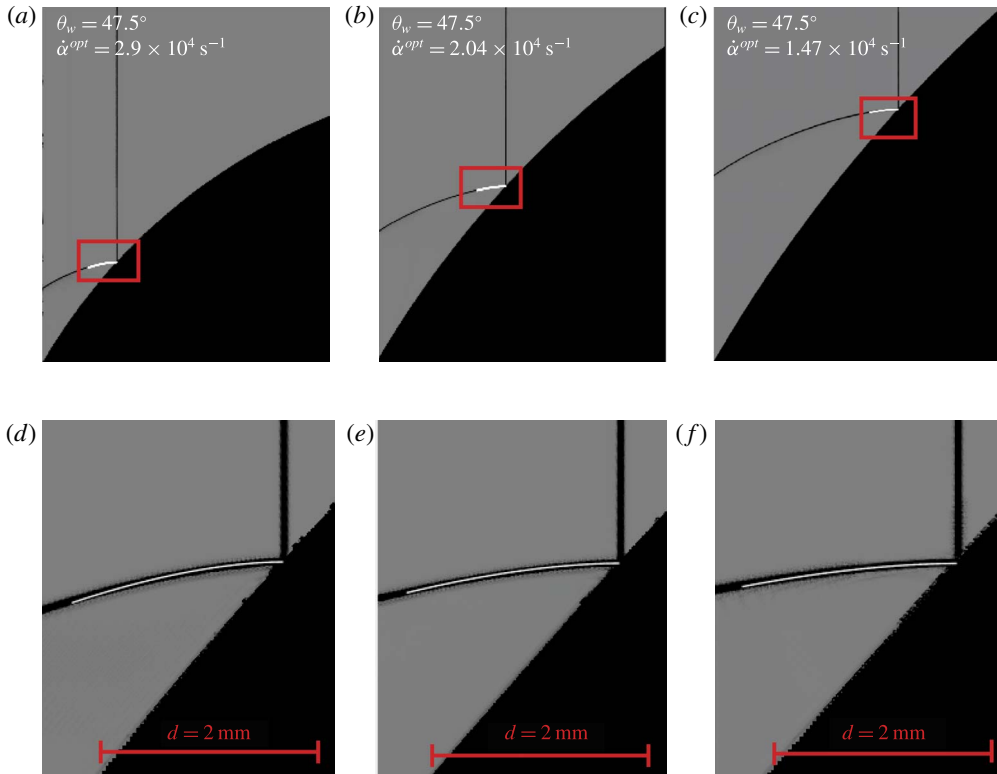 (a)
θw = 47.5°
α̇opt = 2.9 × 10⁴ s⁻¹
(b)
θw = 47.5°
α̇opt = 2.04 × 10⁴ s⁻¹
(c)
θw = 47.5°
α̇opt = 1.47 × 10⁴ s⁻¹
(d)
d = 2 mm
(e)
d = 2 mm
(f)
d = 2 mm